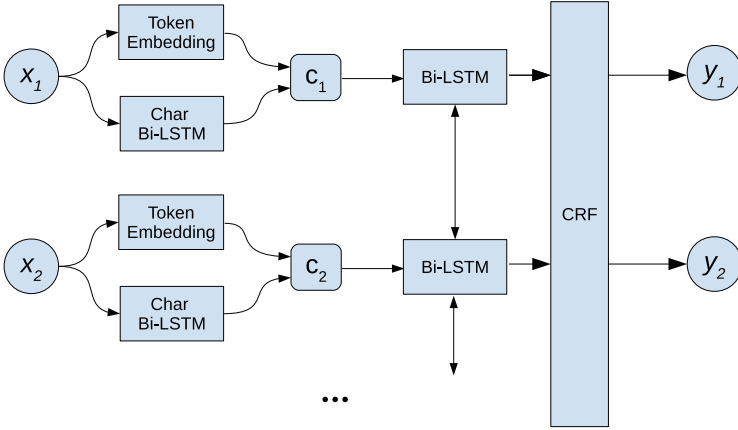 x₁
Token
Embedding
Char
Bi-LSTM
c₁
Bi-LSTM
y₁
CRF
x₂
Token
Embedding
Char
Bi-LSTM
c₂
Bi-LSTM
y₂
...